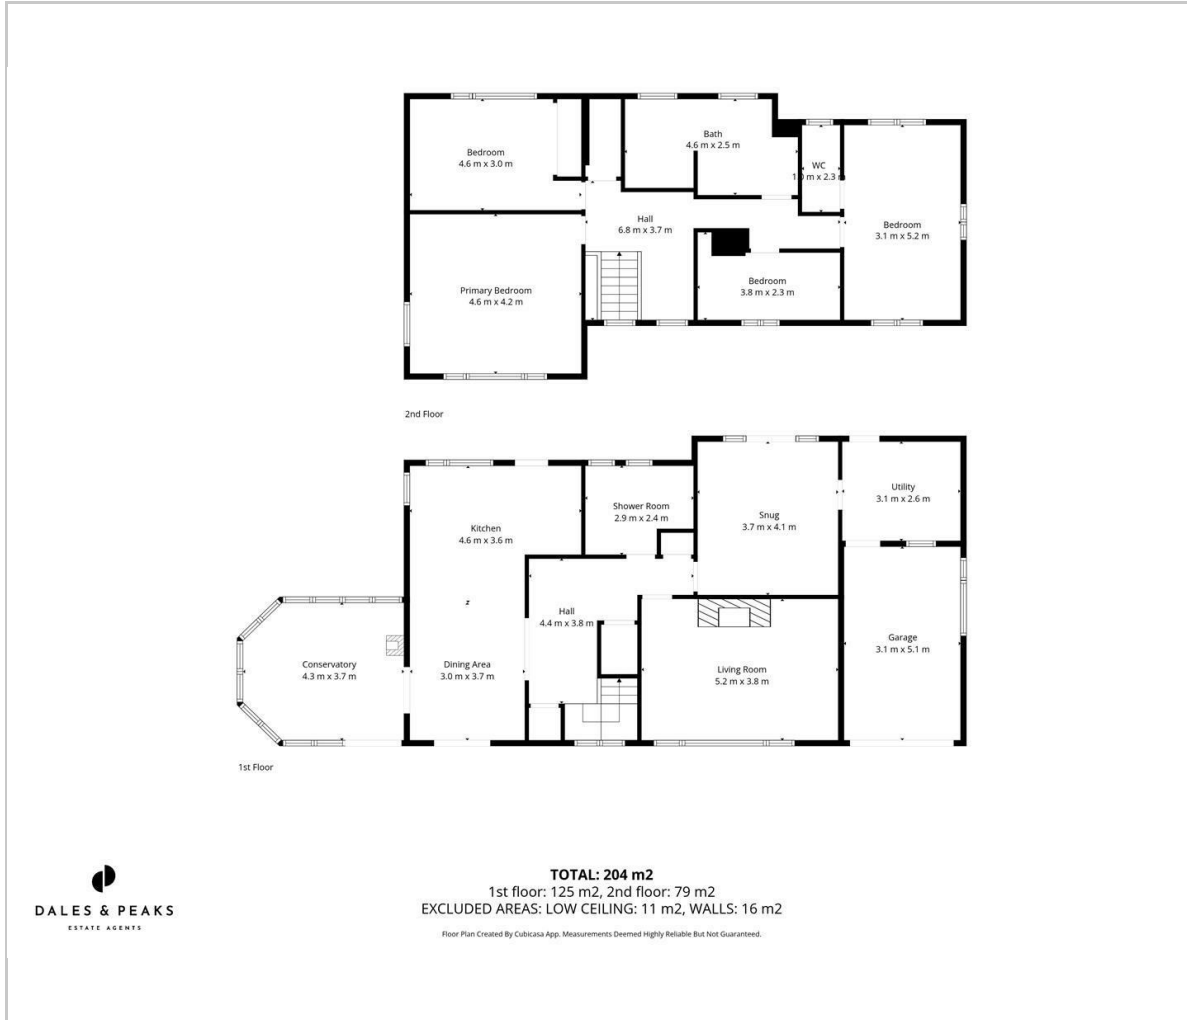 Bedroom
4.6 m x 3.0 m
Bath
4.6 m x 2.5 m
WC
m x 2.3
Hall
6.8 m x 3.7 m
Bedroom
3.1 m x 5.2 m
Primary Bedroom
4.6 m x 4.2 m
Bedroom
3.8 m x 2.3 m
2nd Floor
Kitchen
4.6 m x 3.6 m
Shower Room
2.9 m x 2.4 m
Snug
3.7 m x 4.1 m
Utility
3.1 m x 2.6 m
Hall
4.4 m x 3.8 m
Conservatory
4.3 m x 3.7 m
Dining Area
3.0 m x 3.7 m
Living Room
5.2 m x 3.8 m
Garage
3.1 m x 5.1 m
1st Floor
TOTAL: 204 m2
1st floor: 125 m2, 2nd floor: 79 m2
EXCLUDED AREAS: LOW CEILING: 11 m2, WALLS: 16 m2
Floor Plan Created By Cubicasa App. Measurements Deemed Highly Reliable But Not Guaranteed.
DALES & PEAKS
ESTATE AGENTS